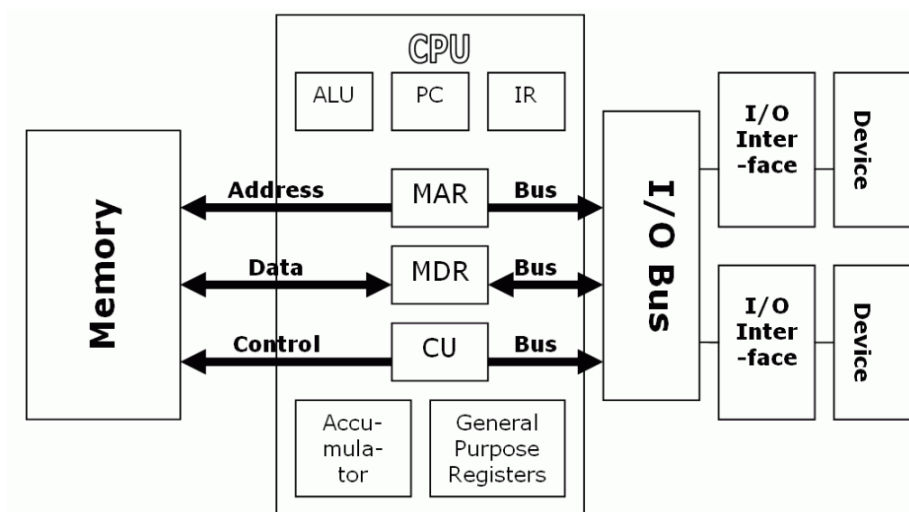 CPU
ALU
PC
IR
Memory
Address
MAR
Bus
Data
MDR
Bus
Control
CU
Bus
Accu-
mula-
tor
General
Purpose
Registers
I/O Bus
I/O
Inter
-face
Device
I/O
Inter
-face
Device